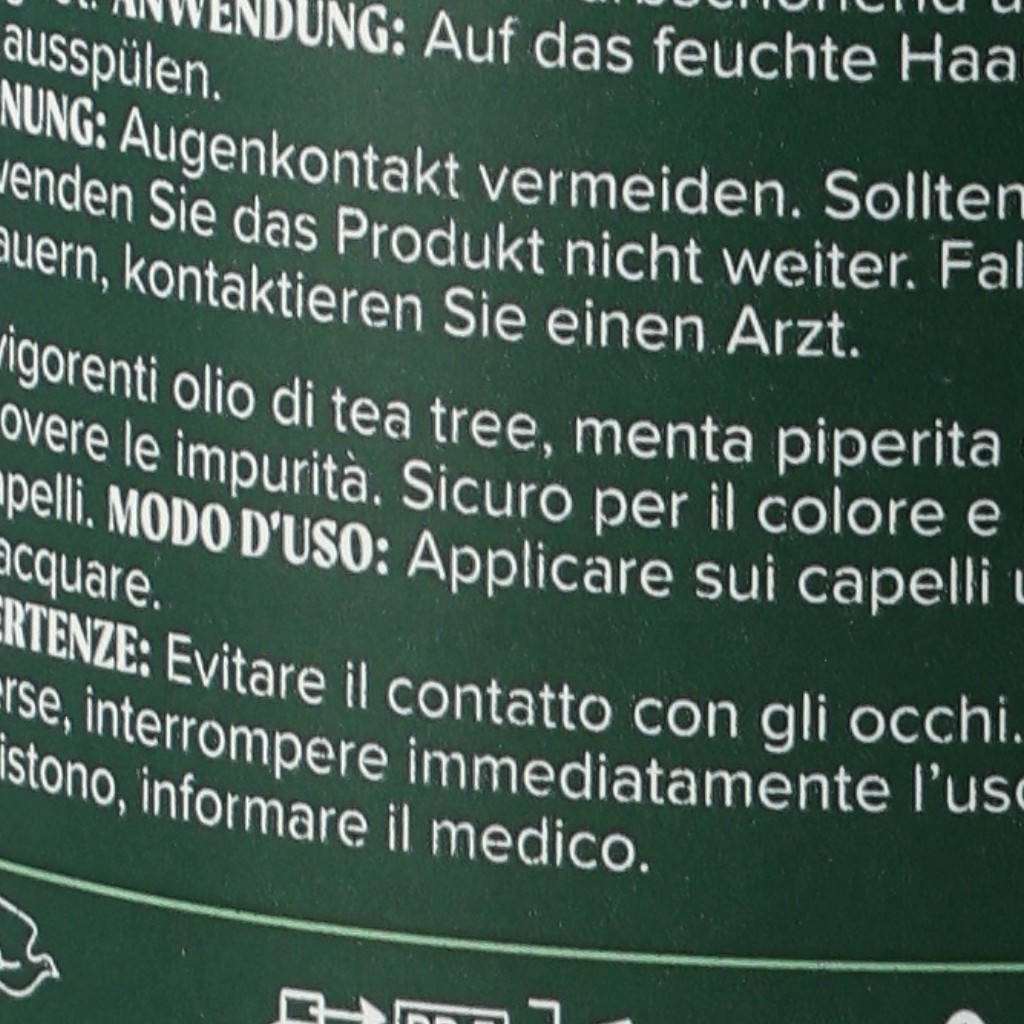 ANWENDUNG: Auf das feuchte Haa
ausspülen.
NUNG: Augenkontakt vermeiden. Sollten
wenden Sie das Produkt nicht weiter. Fal
auern, kontaktieren Sie einen Arzt.
vigorenti olio di tea tree, menta piperita
overe le impurità. Sicuro per il colore e
apelli. MODO D'USO: Applicare sui capelli u
acquare.
ERTENZE: Evitare il contatto con gli occhi.
erse, interrompere immediatamente l'uso
istono, informare il medico.